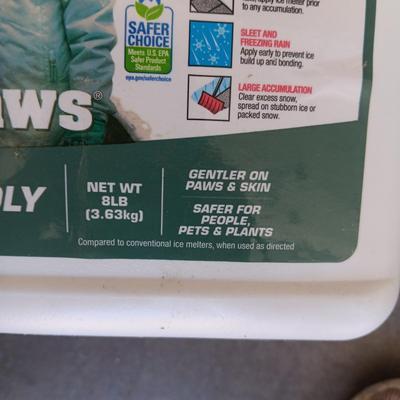 prior
to any accumulation.
SAFER
CHOICE
Meets U.S. EPA
Safer Product
Standards
epa.gov/saferchoice
SLEET AND
FREEZING RAIN
Apply early to prevent ice
build up and bonding.
LARGE ACCUMULATION
Clear excess snow,
spread on stubborn ice or
packed snow.
AWS®
DLY
NET WT
8LB
(3.63kg)
GENTLER ON
PAWS & SKIN
SAFER FOR
PEOPLE,
PETS & PLANTS
Compared to conventional ice melters, when used as directed